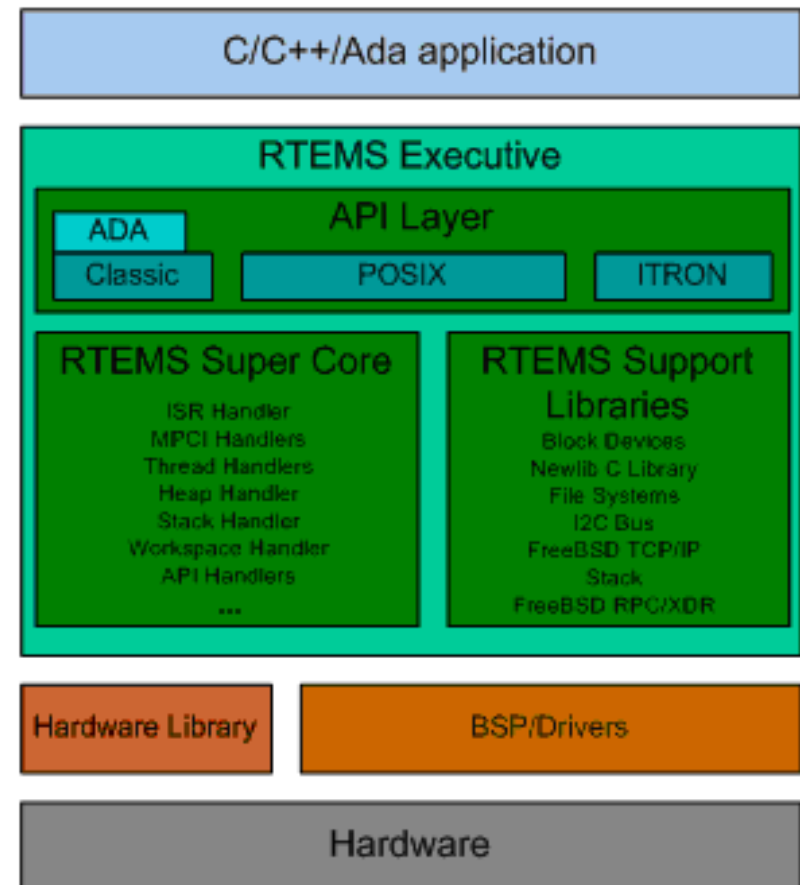 C/C++/Ada application
RTEMS Executive
API Layer
ADA
Classic
POSIX
ITRON
RTEMS Super Core
ISR Handler
MPCI Handlers
Thread Handlers
Heap Handler
Stack Handler
Workspace Handler
API Handlers
...
RTEMS Support
Libraries
Block Devices
Newlib C Library
File Systems
I2C Bus
FreeBSD TCP/IP
Stack
FreeBSD RPC/XDR
Hardware Library
BSP/Drivers
Hardware